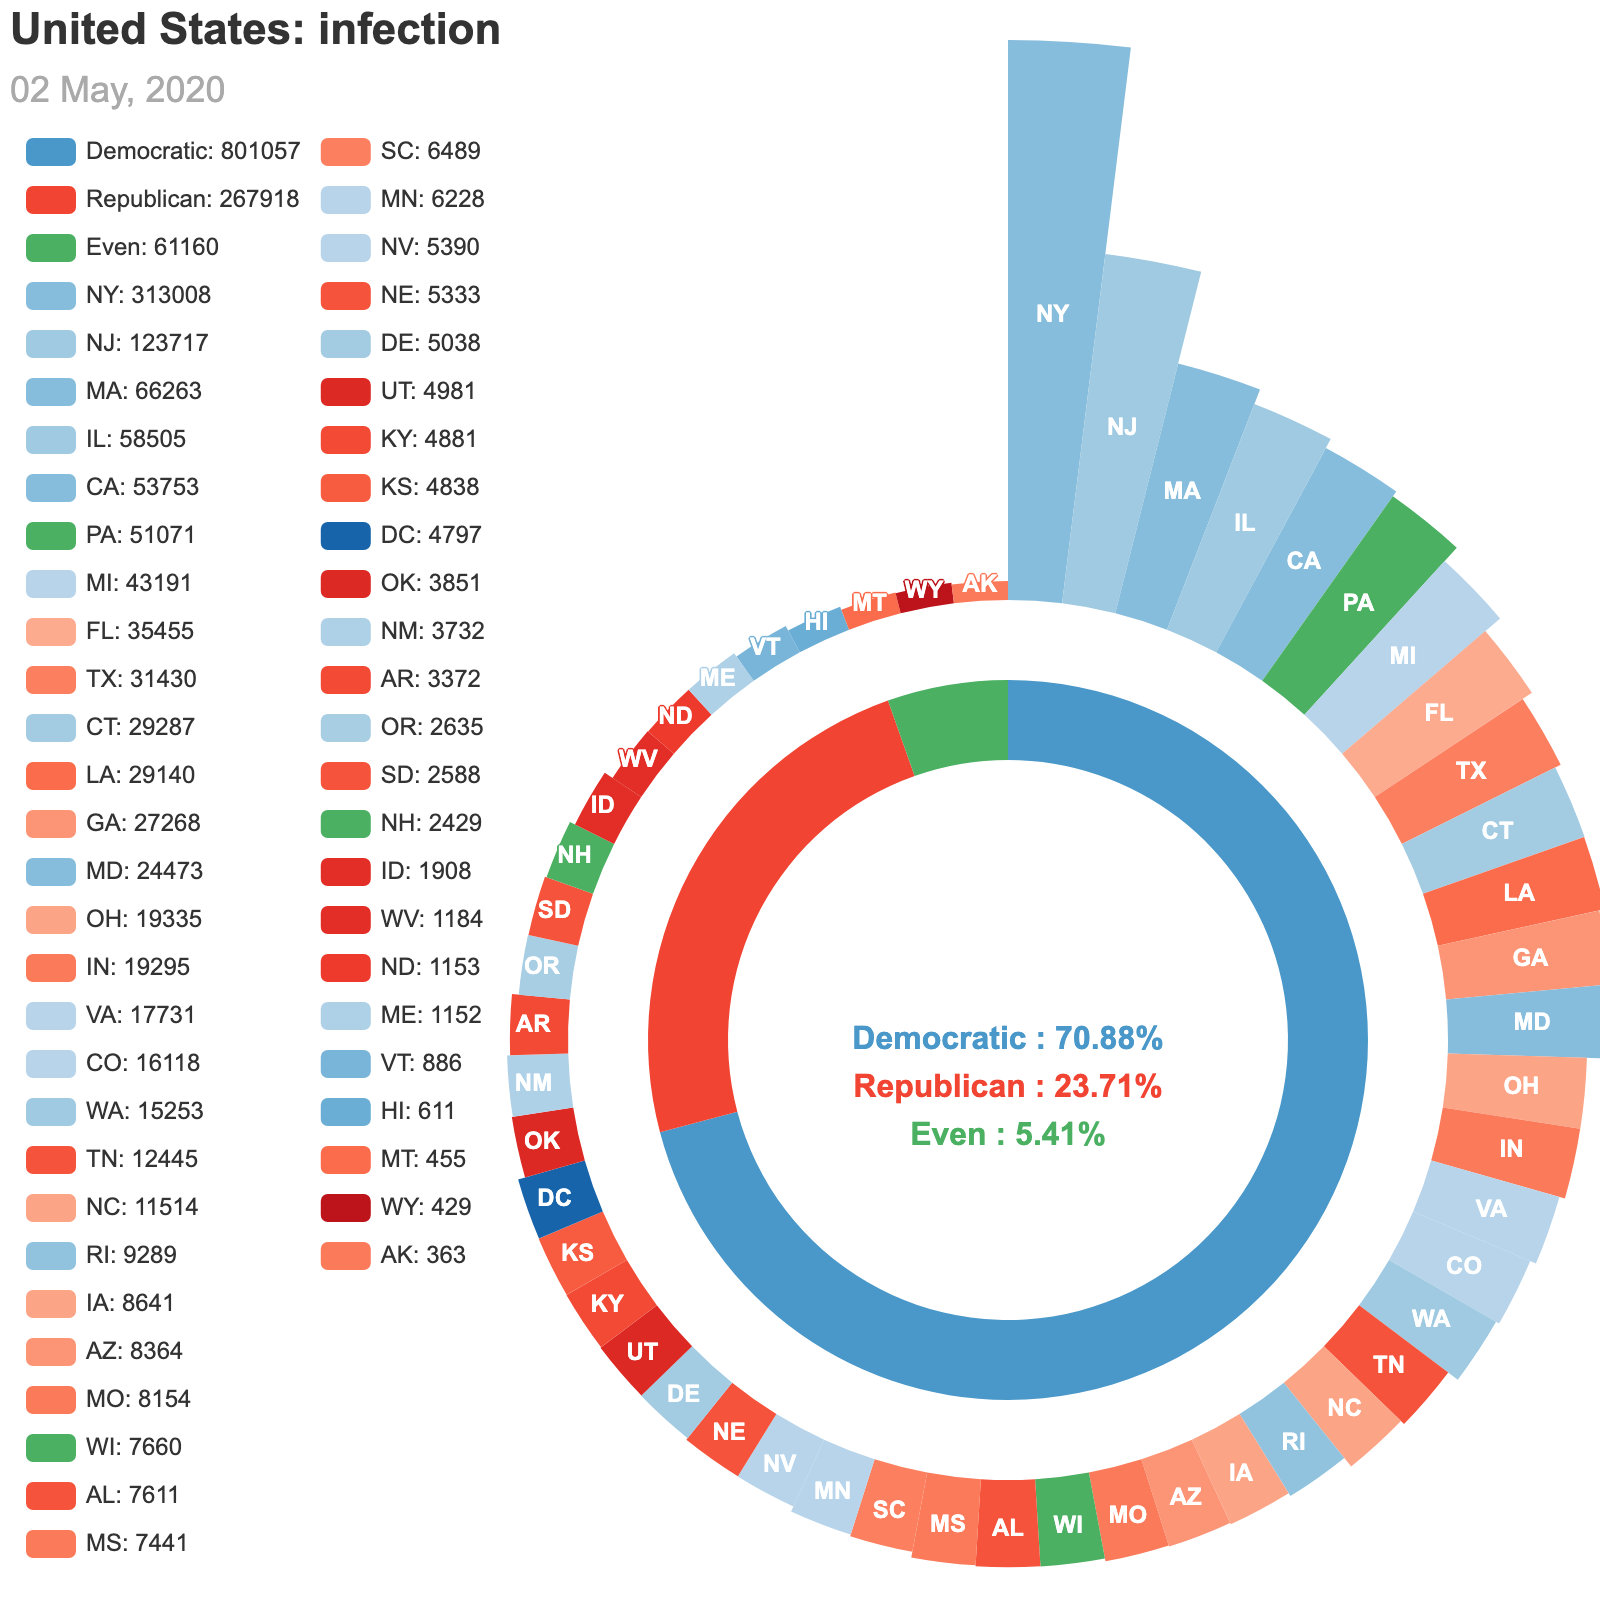 United States: infection
02 May, 2020
Democratic: 801057
Republican: 267918
Even: 61160
NY: 313008
NJ: 123717
MA: 66263
IL: 58505
CA: 53753
PA: 51071
MI: 43191
FL: 35455
TX: 31430
CT: 29287
LA: 29140
GA: 27268
MD: 24473
OH: 19335
IN: 19295
VA: 17731
CO: 16118
WA: 15253
TN: 12445
NC: 11514
RI: 9289
IA: 8641
AZ: 8364
MO: 8154
WI: 7660
AL: 7611
MS: 7441
SC: 6489
MN: 6228
NV: 5390
NE: 5333
DE: 5038
UT: 4981
KY: 4881
KS: 4838
DC: 4797
OK: 3851
NM: 3732
AR: 3372
OR: 2635
SD: 2588
NH: 2429
ID: 1908
WV: 1184
ND: 1153
ME: 1152
VT: 886
HI: 611
MT: 455
WY: 429
AK: 363
NY
NJ
MA
IL
CA
PA
MI
FL
TX
CT
LA
GA
MD
OH
IN
VA
CO
WA
TN
NC
RI
IA
AZ
MO
WI
AL
MS
SC
MN
NV
NE
DE
UT
KY
KS
DC
OK
NM
AR
OR
SD
NH
ID
WV
ND
ME
VT
HI
MT
WY
AK
Democratic : 70.88%
Republican : 23.71%
Even : 5.41%